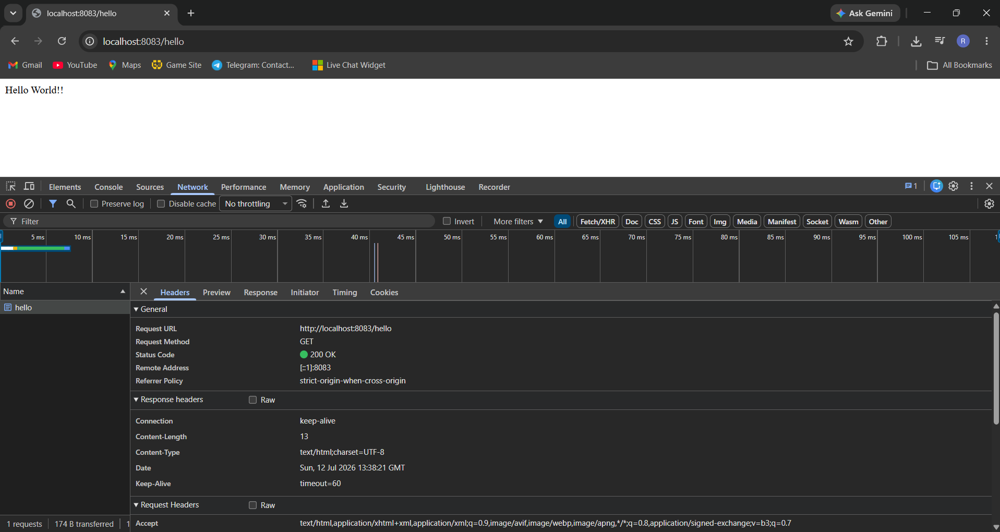 localhost:8083/hello
Ask Gemini
localhost:8083/hello
R
Gmail YouTube Maps Game Site Telegram: Contact... Live Chat Widget All Bookmarks
Hello World!!
Elements Console Sources Network Performance Memory Application Security Lighthouse Recorder 1
Preserve log Disable cache No throttling
Filter Invert More filters All Fetch/XHR Doc CSS JS Font Img Media Manifest Socket Wasm Other
5 ms 10 ms 15 ms 20 ms 25 ms 30 ms 35 ms 40 ms 45 ms 50 ms 55 ms 60 ms 65 ms 70 ms 75 ms 80 ms 85 ms 90 ms 95 ms 100 ms 105 ms 1
Name Headers Preview Response Initiator Timing Cookies
hello
General
Request URL http://localhost:8083/hello
Request Method GET
Status Code 200 OK
Remote Address [::1]:8083
Referrer Policy strict-origin-when-cross-origin
Response headers Raw
Connection keep-alive
Content-Length 13
Content-Type text/html;charset=UTF-8
Date Sun, 12 Jul 2026 13:38:21 GMT
Keep-Alive timeout=60
Request Headers Raw
Accept text/html,application/xhtml+xml,application/xml;q=0.9,image/avif,image/webp,image/apng,*/*;q=0.8,application/signed-exchange;v=b3;q=0.7
1 requests 174 B transferred 1